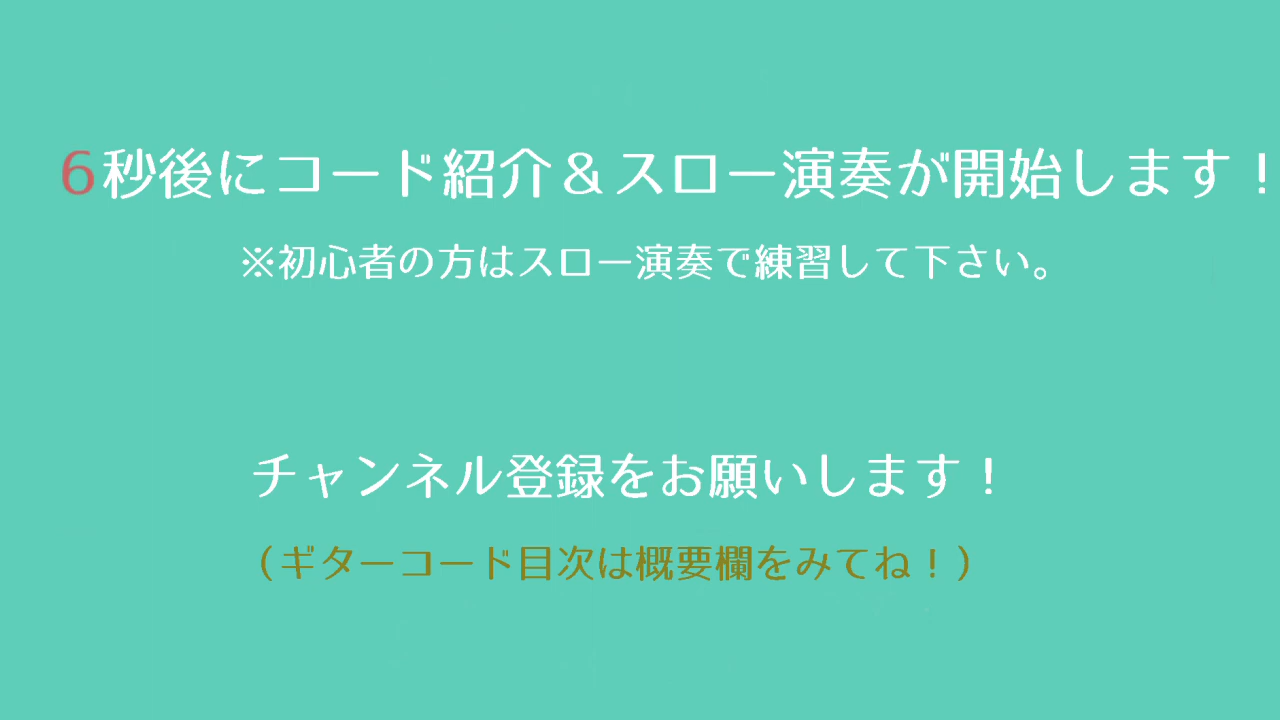 6秒後にコード紹介＆スロー演奏が開始します！
※初心者の方はスロー演奏で練習して下さい。
チャンネル登録をお願いします！
（ギターコード目次は概要欄をみてね！）